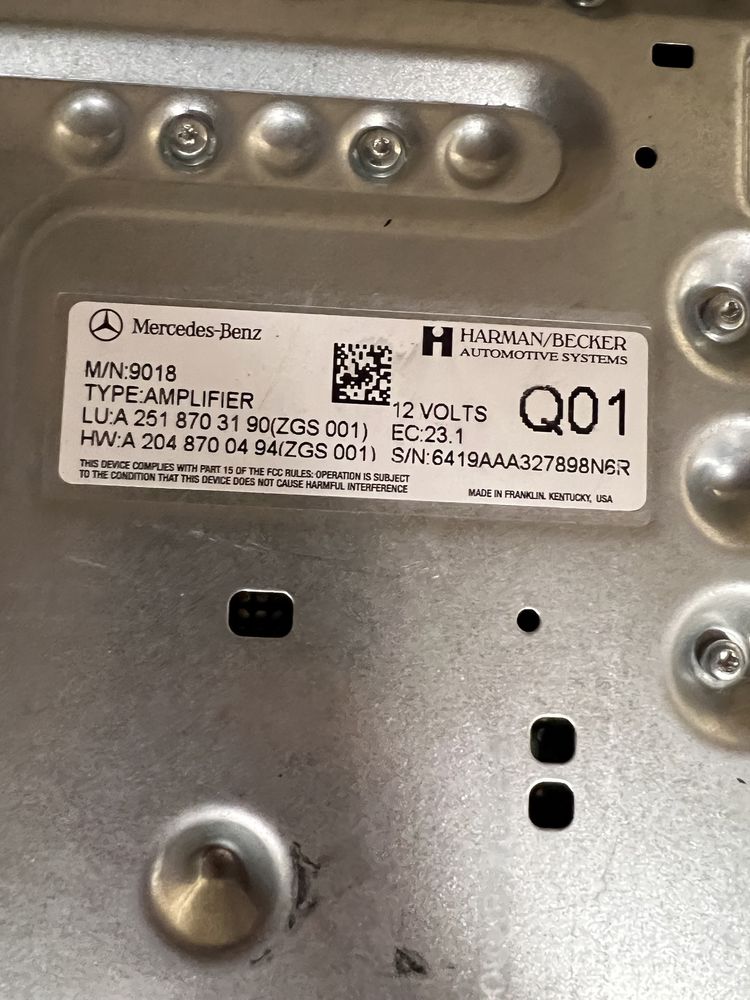 Mercedes-Benz
HARMAN/BECKER
AUTOMOTIVE SYSTEMS
M/N:9018
TYPE:AMPLIFIER
LU:A 251 870 31 90(ZGS 001)
HW:A 204 870 04 94(ZGS 001)
12 VOLTS
EC:23.1
S/N:6419AAA327898N6R
Q01
THIS DEVICE COMPLIES WITH PART 15 OF THE FCC RULES: OPERATION IS SUBJECT
TO THE CONDITION THAT THIS DEVICE DOES NOT CAUSE HARMFUL INTERFERENCE
MADE IN FRANKLIN. KENTUCKY, USA